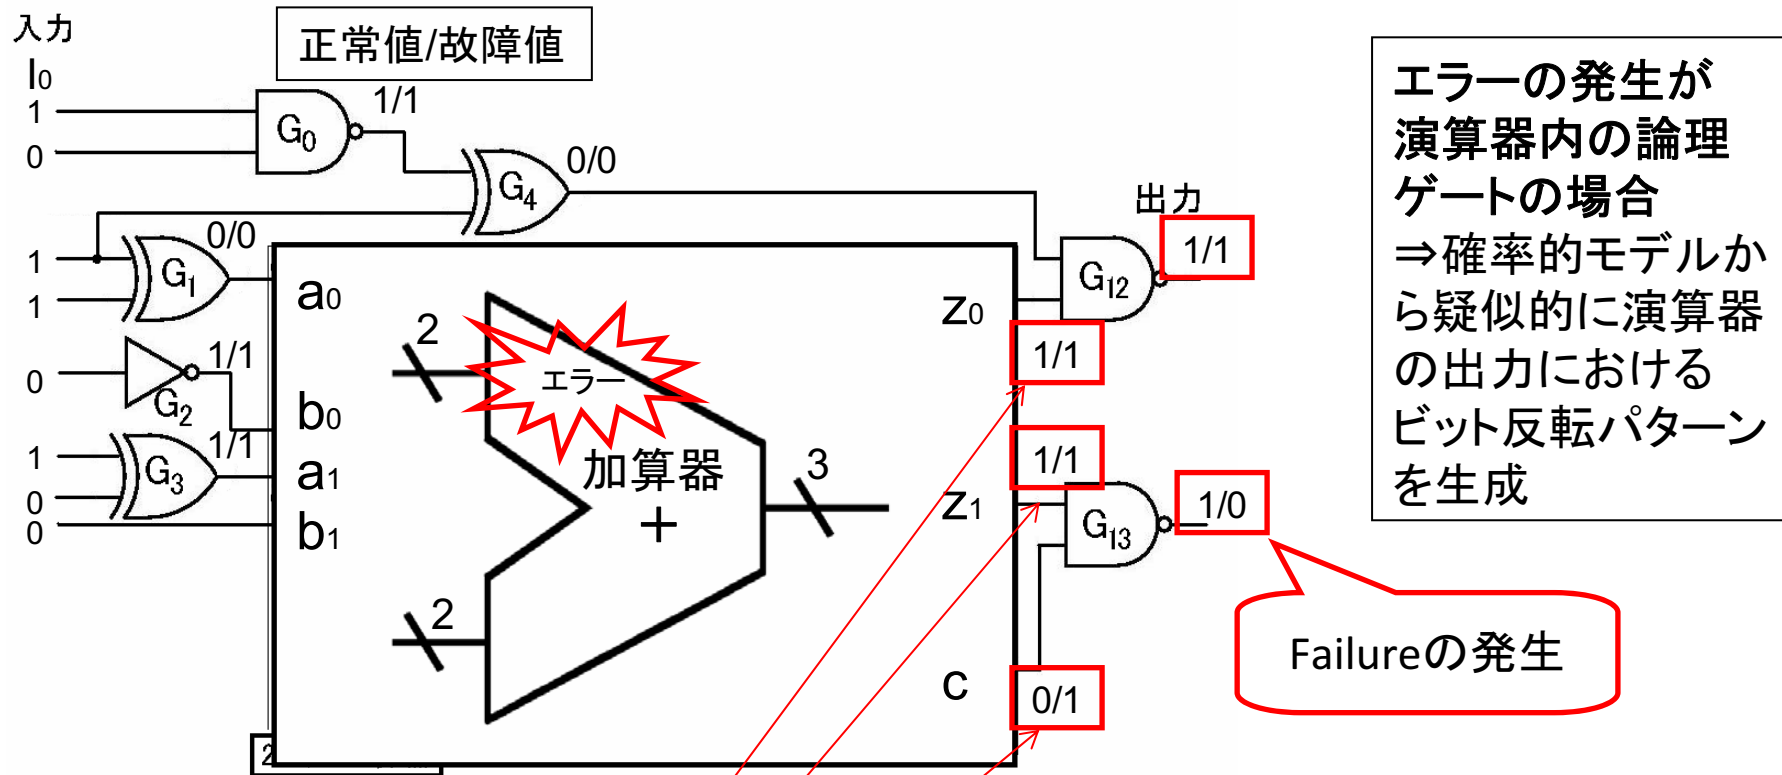 入力
正常値/故障値
I0
1
0
1/1
G0
G4
0/0
1
1
G1
0/0
0
G2
1/1
1
0
0
G3
1/1
a0
b0
a1
b1
2
エラー
加算器
+
2
3
z0
z1
c
1/1
1/1
0/1
出力
G12
1/1
G13
1/0
Failureの発生
エラーの発生が
演算器内の論理
ゲートの場合
⇒確率的モデルか
ら疑似的に演算器
の出力における
ビット反転パターン
を生成
2